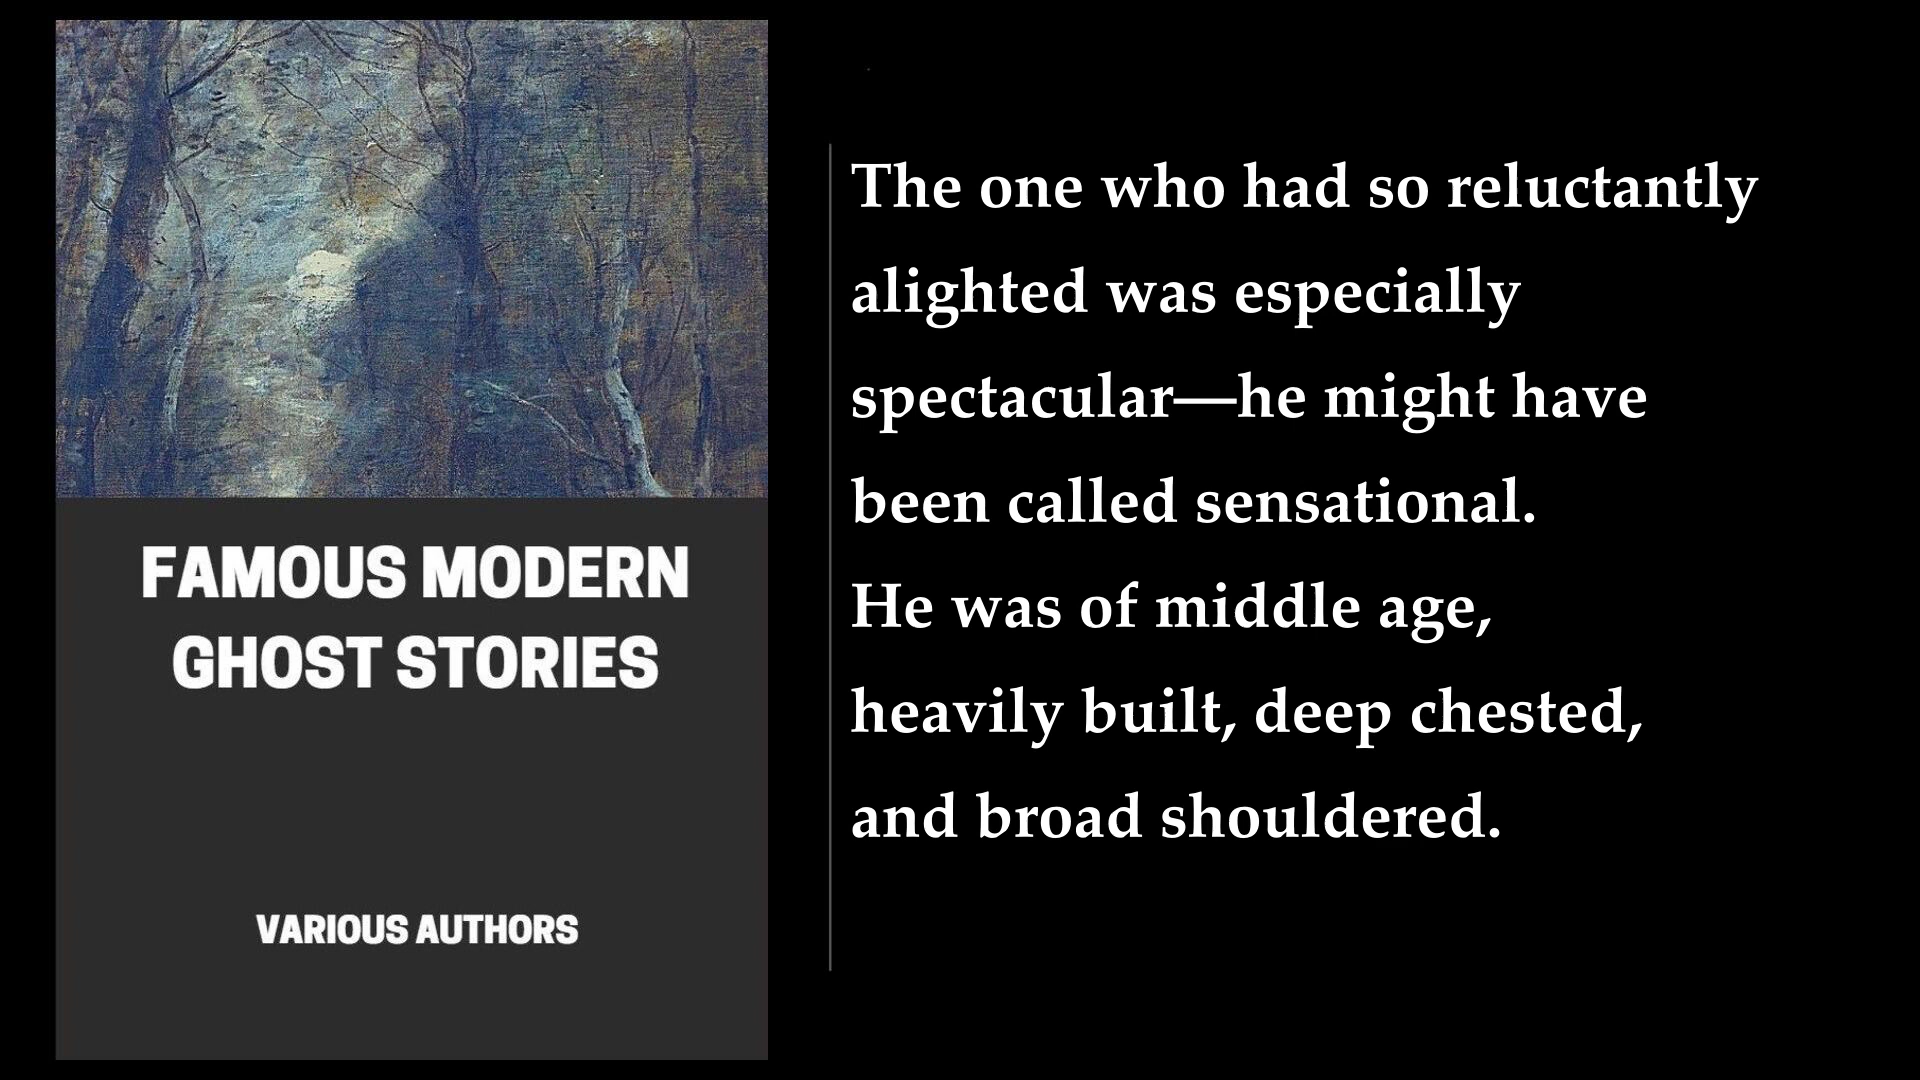 FAMOUS MODERN
GHOST STORIES
VARIOUS AUTHORS
The one who had so reluctantly
alighted was especially
spectacular—he might have
been called sensational.
He was of middle age,
heavily built, deep chested,
and broad shouldered.